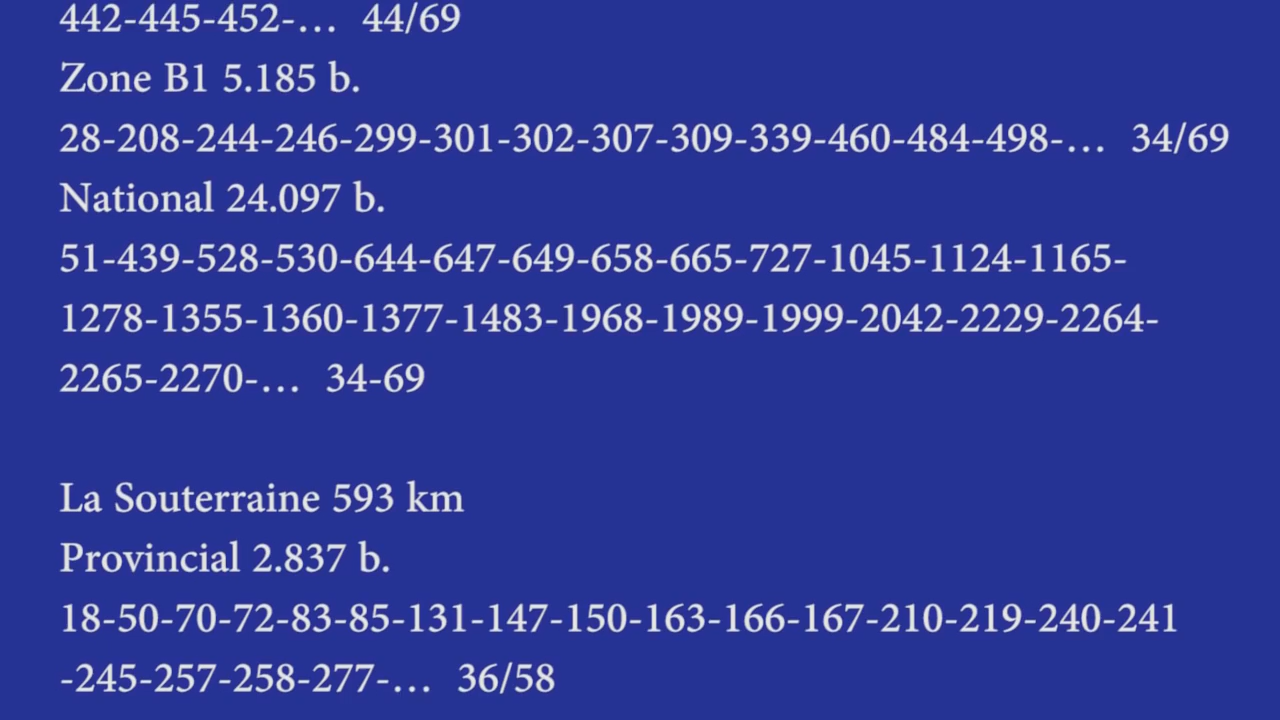 442-445-452-… 44/69
Zone B1 5.185 b.
28-208-244-246-299-301-302-307-309-339-460-484-498-… 34/69
National 24.097 b.
51-439-528-530-644-647-649-658-665-727-1045-1124-1165-
1278-1355-1360-1377-1483-1968-1989-1999-2042-2229-2264-
2265-2270-… 34-69
La Souterraine 593 km
Provincial 2.837 b.
18-50-70-72-83-85-131-147-150-163-166-167-210-219-240-241
-245-257-258-277-… 36/58